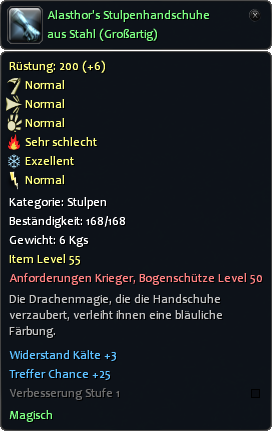 Alasthor's Stulpenhandschuhe
aus Stahl (Großartig)
Rüstung: 200 (+6)
Normal
Normal
Normal
Sehr schlecht
Exzellent
Normal
Kategorie: Stulpen
Beständigkeit: 168/168
Gewicht: 6 Kgs
Item Level 55
Anforderungen Krieger, Bogenschütze Level 50
Die Drachenmagie, die die Handschuhe
verzaubert, verleiht ihnen eine bläuliche
Färbung.
Widerstand Kälte +3
Treffer Chance +25
Verbesserung Stufe 1
Magisch